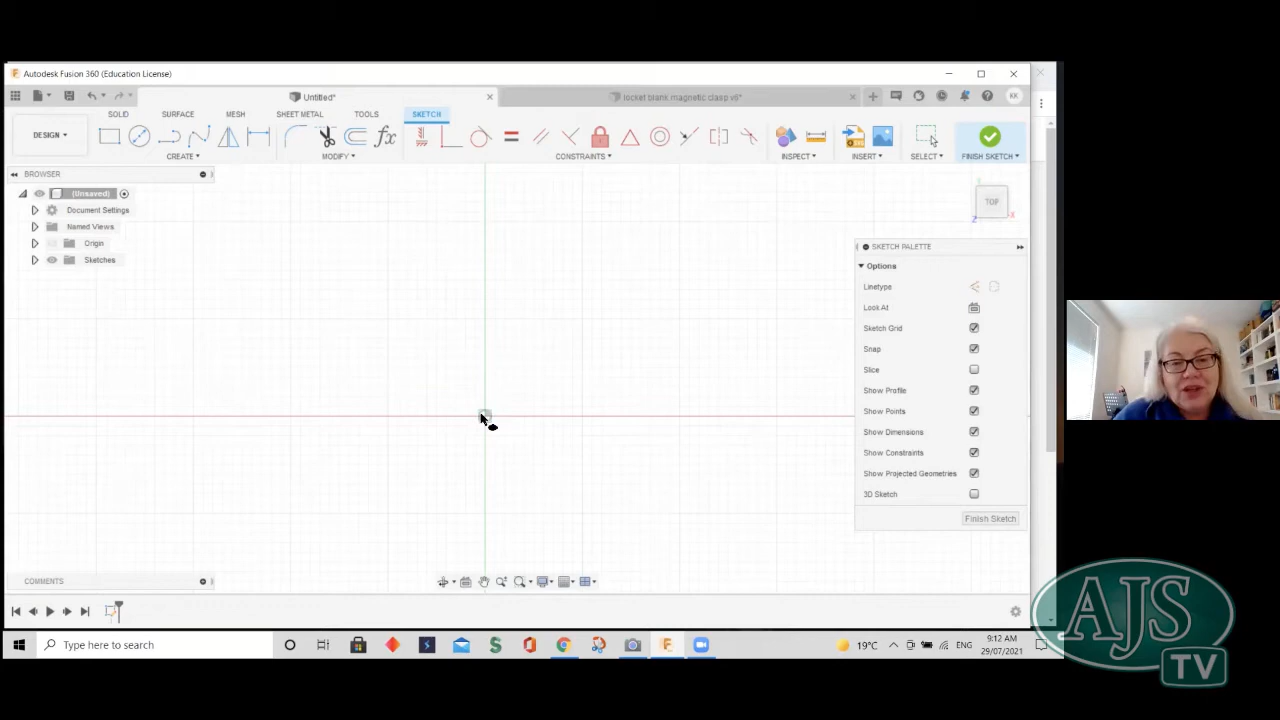 Autodesk Fusion 360 (Education License)
Untitled*
locket blank magnetic clasp v6*
KK
SOLID SURFACE MESH SHEET METAL TOOLS SKETCH
DESIGN
fx
CREATE MODIFY CONSTRAINTS INSPECT INSERT SELECT FINISH SKETCH
BROWSER
(Unsaved)
Document Settings
Named Views
Origin
Sketches
TOP
X
Z
SKETCH PALETTE
Options
Linetype
Look At
Sketch Grid
Snap
Slice
Show Profile
Show Points
Show Dimensions
Show Constraints
Show Projected Geometries
3D Sketch
Finish Sketch
COMMENTS
Type here to search
19°C
ENG
9:12 AM
29/07/2021
AJS
TV